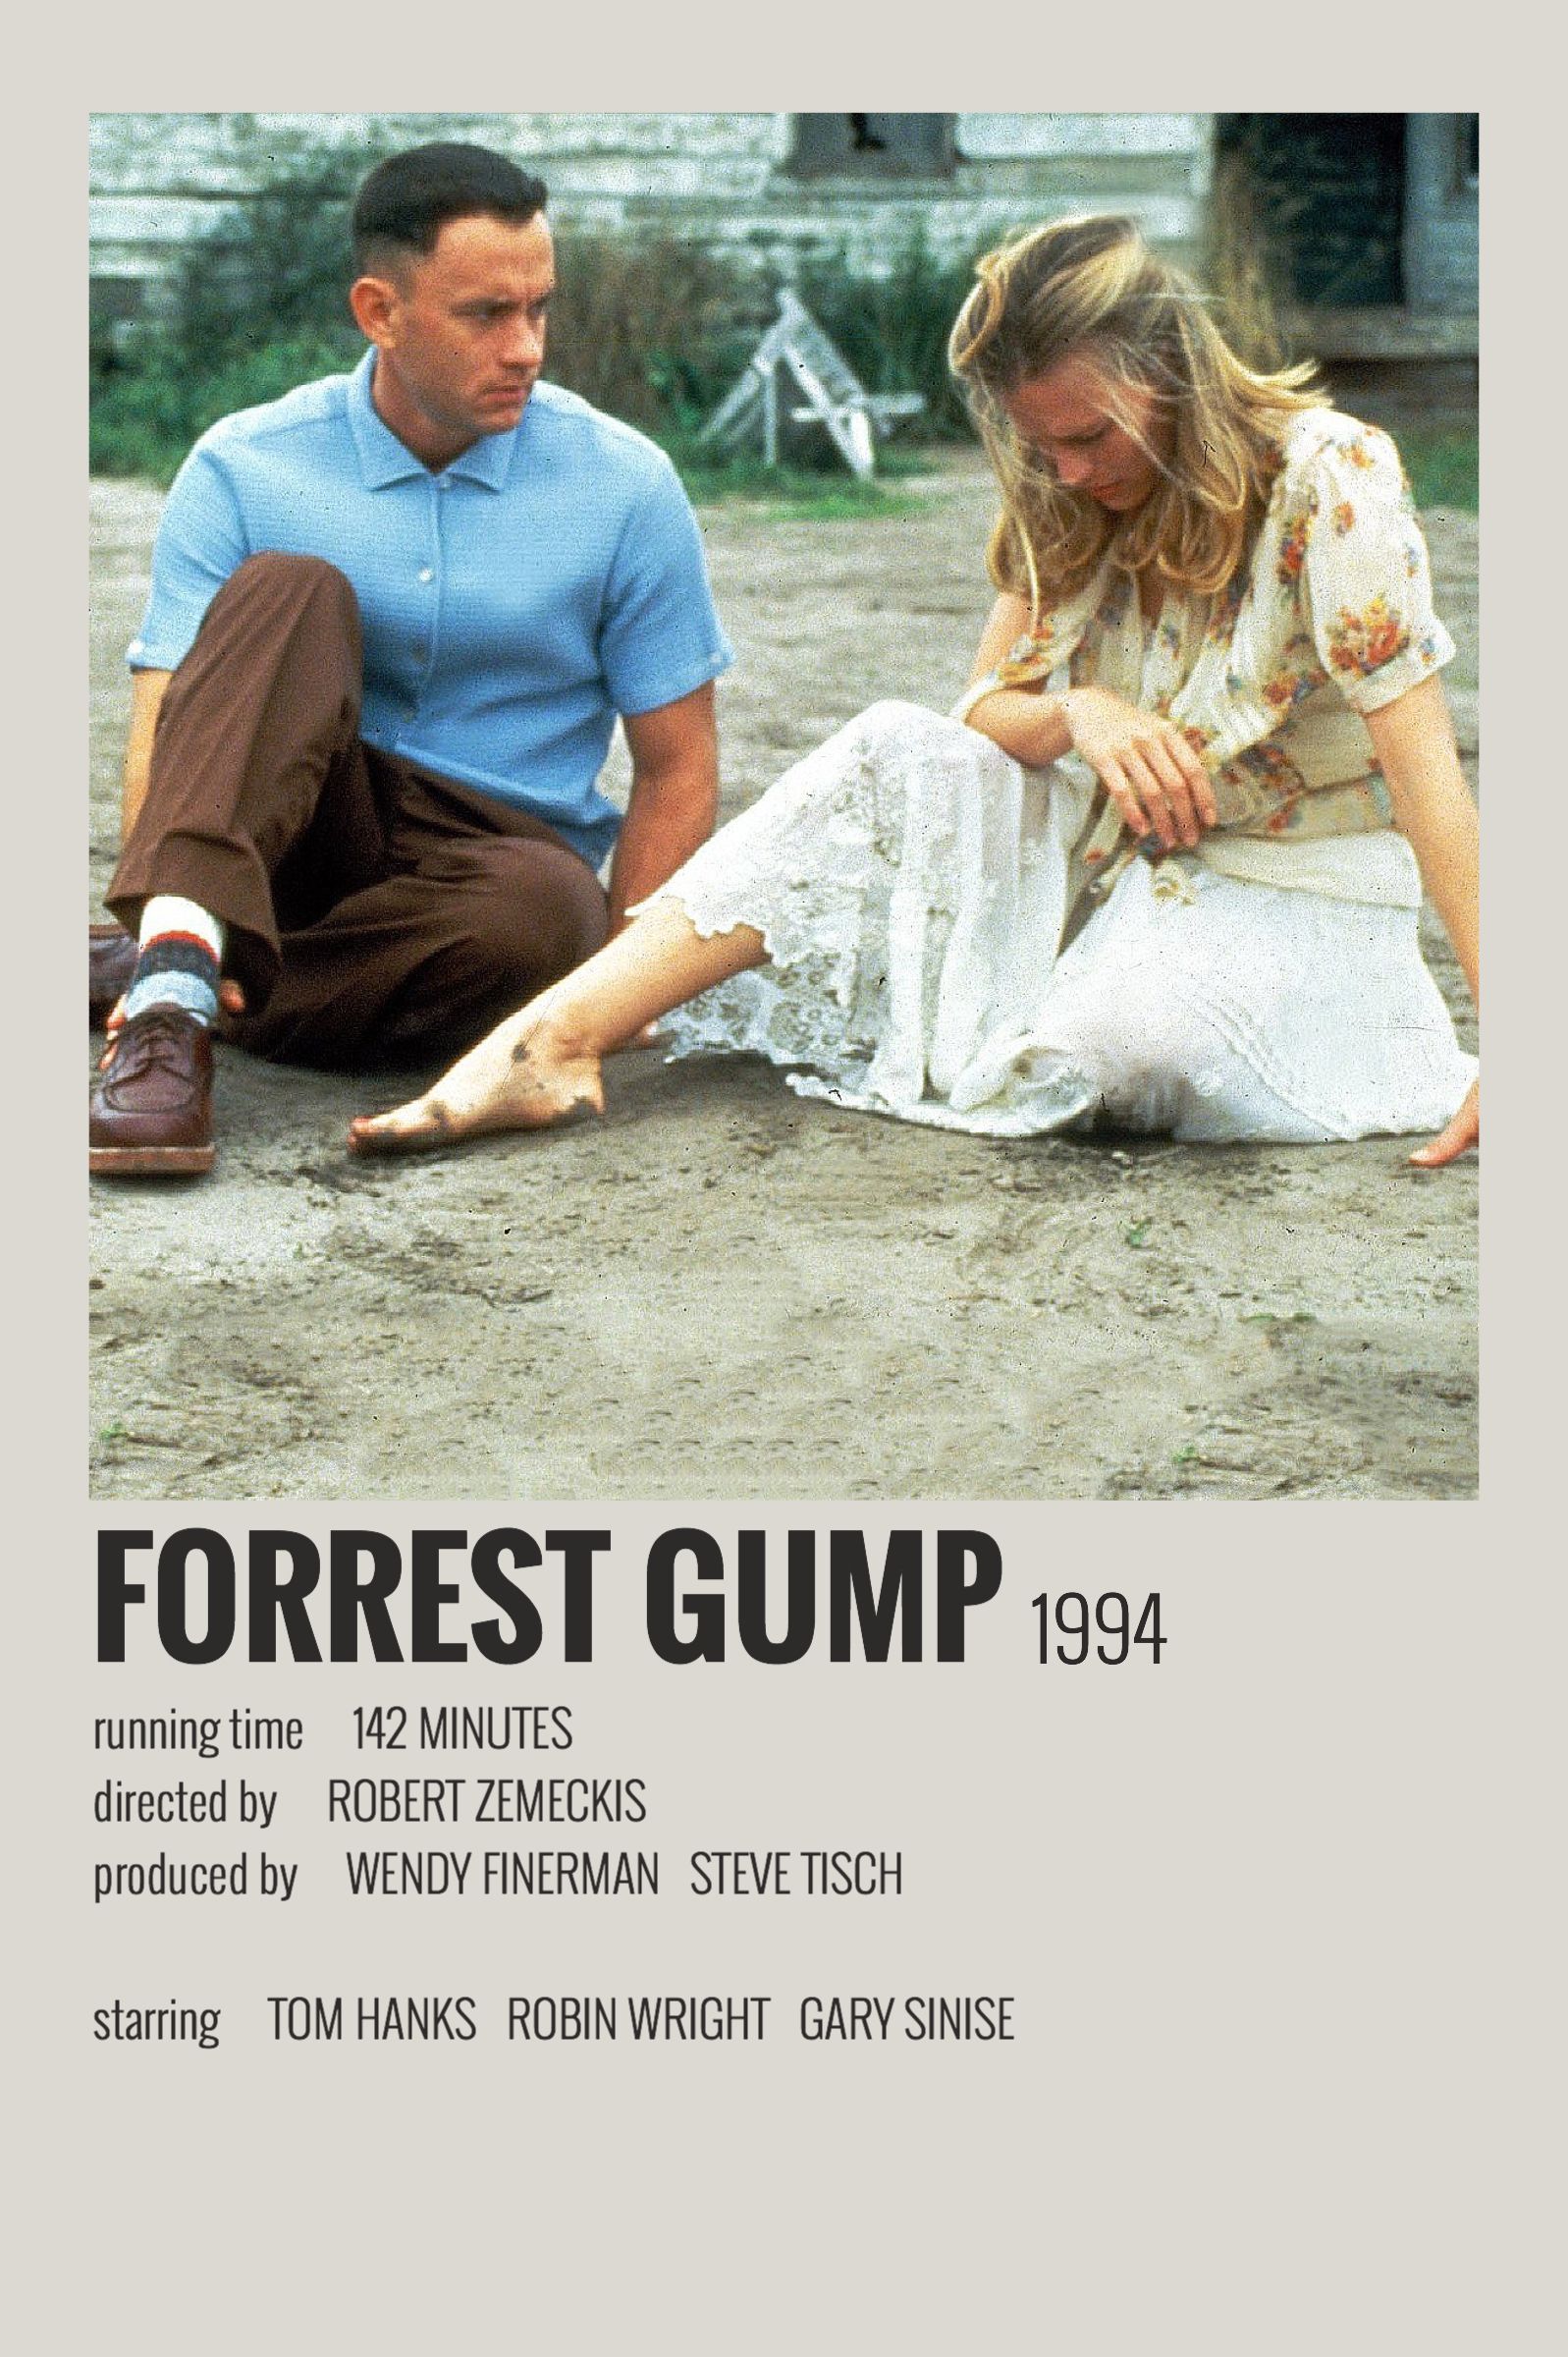 FORREST GUMP 1994
running time 142 MINUTES
directed by ROBERT ZEMECKIS
produced by WENDY FINERMAN STEVE TISCH
starring TOM HANKS ROBIN WRIGHT GARY SINISE